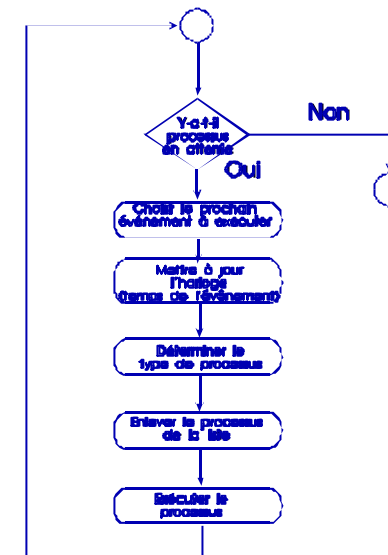 Y-a-t-il
processus
en attente
Non
Oui
Choisir le prochain
événement à exécuter
Mettre à jour
l'horloge
(temps de l'événement)
Déterminer le
type de processus
Enlever le processus
de la liste
Exécuter le
processus